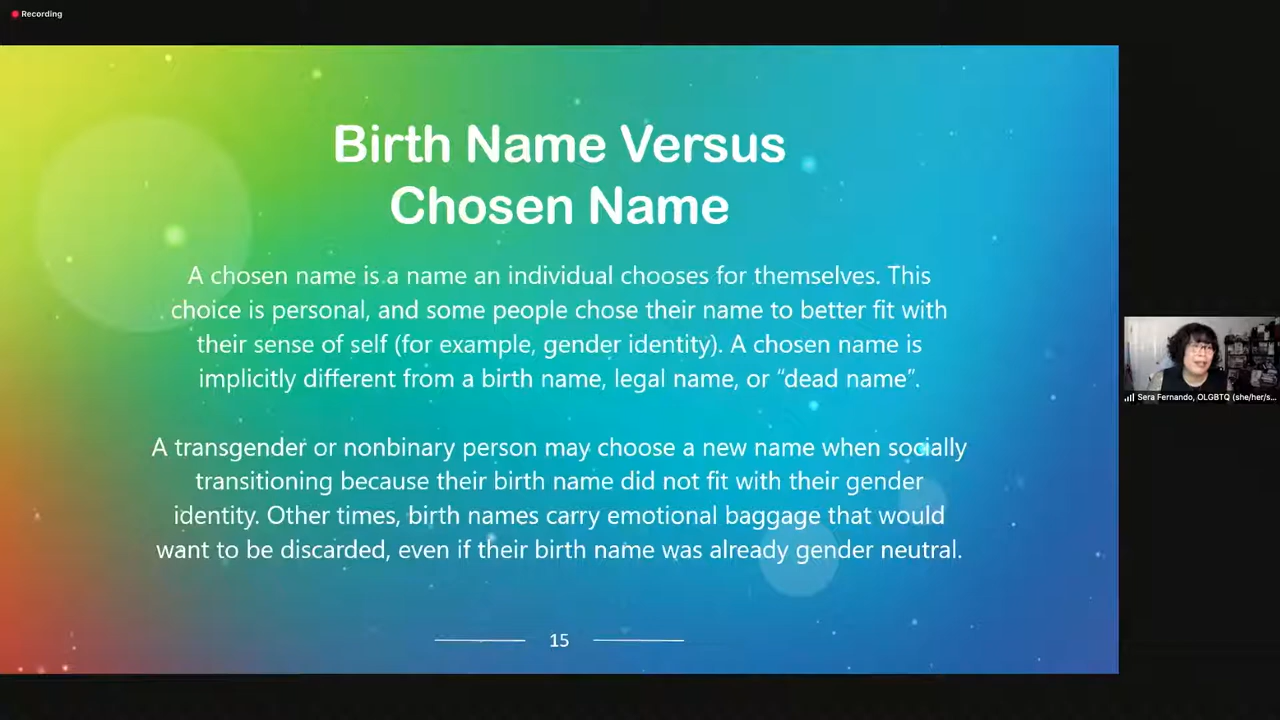 Recording
Birth Name Versus
Chosen Name
A chosen name is a name an individual chooses for themselves. This
choice is personal, and some people chose their name to better fit with
their sense of self (for example, gender identity). A chosen name is
implicitly different from a birth name, legal name, or “dead name”.
A transgender or nonbinary person may choose a new name when socially
transitioning because their birth name did not fit with their gender
identity. Other times, birth names carry emotional baggage that would
want to be discarded, even if their birth name was already gender neutral.
15
Sera Fernando, OLGBTQ (she/her/s...